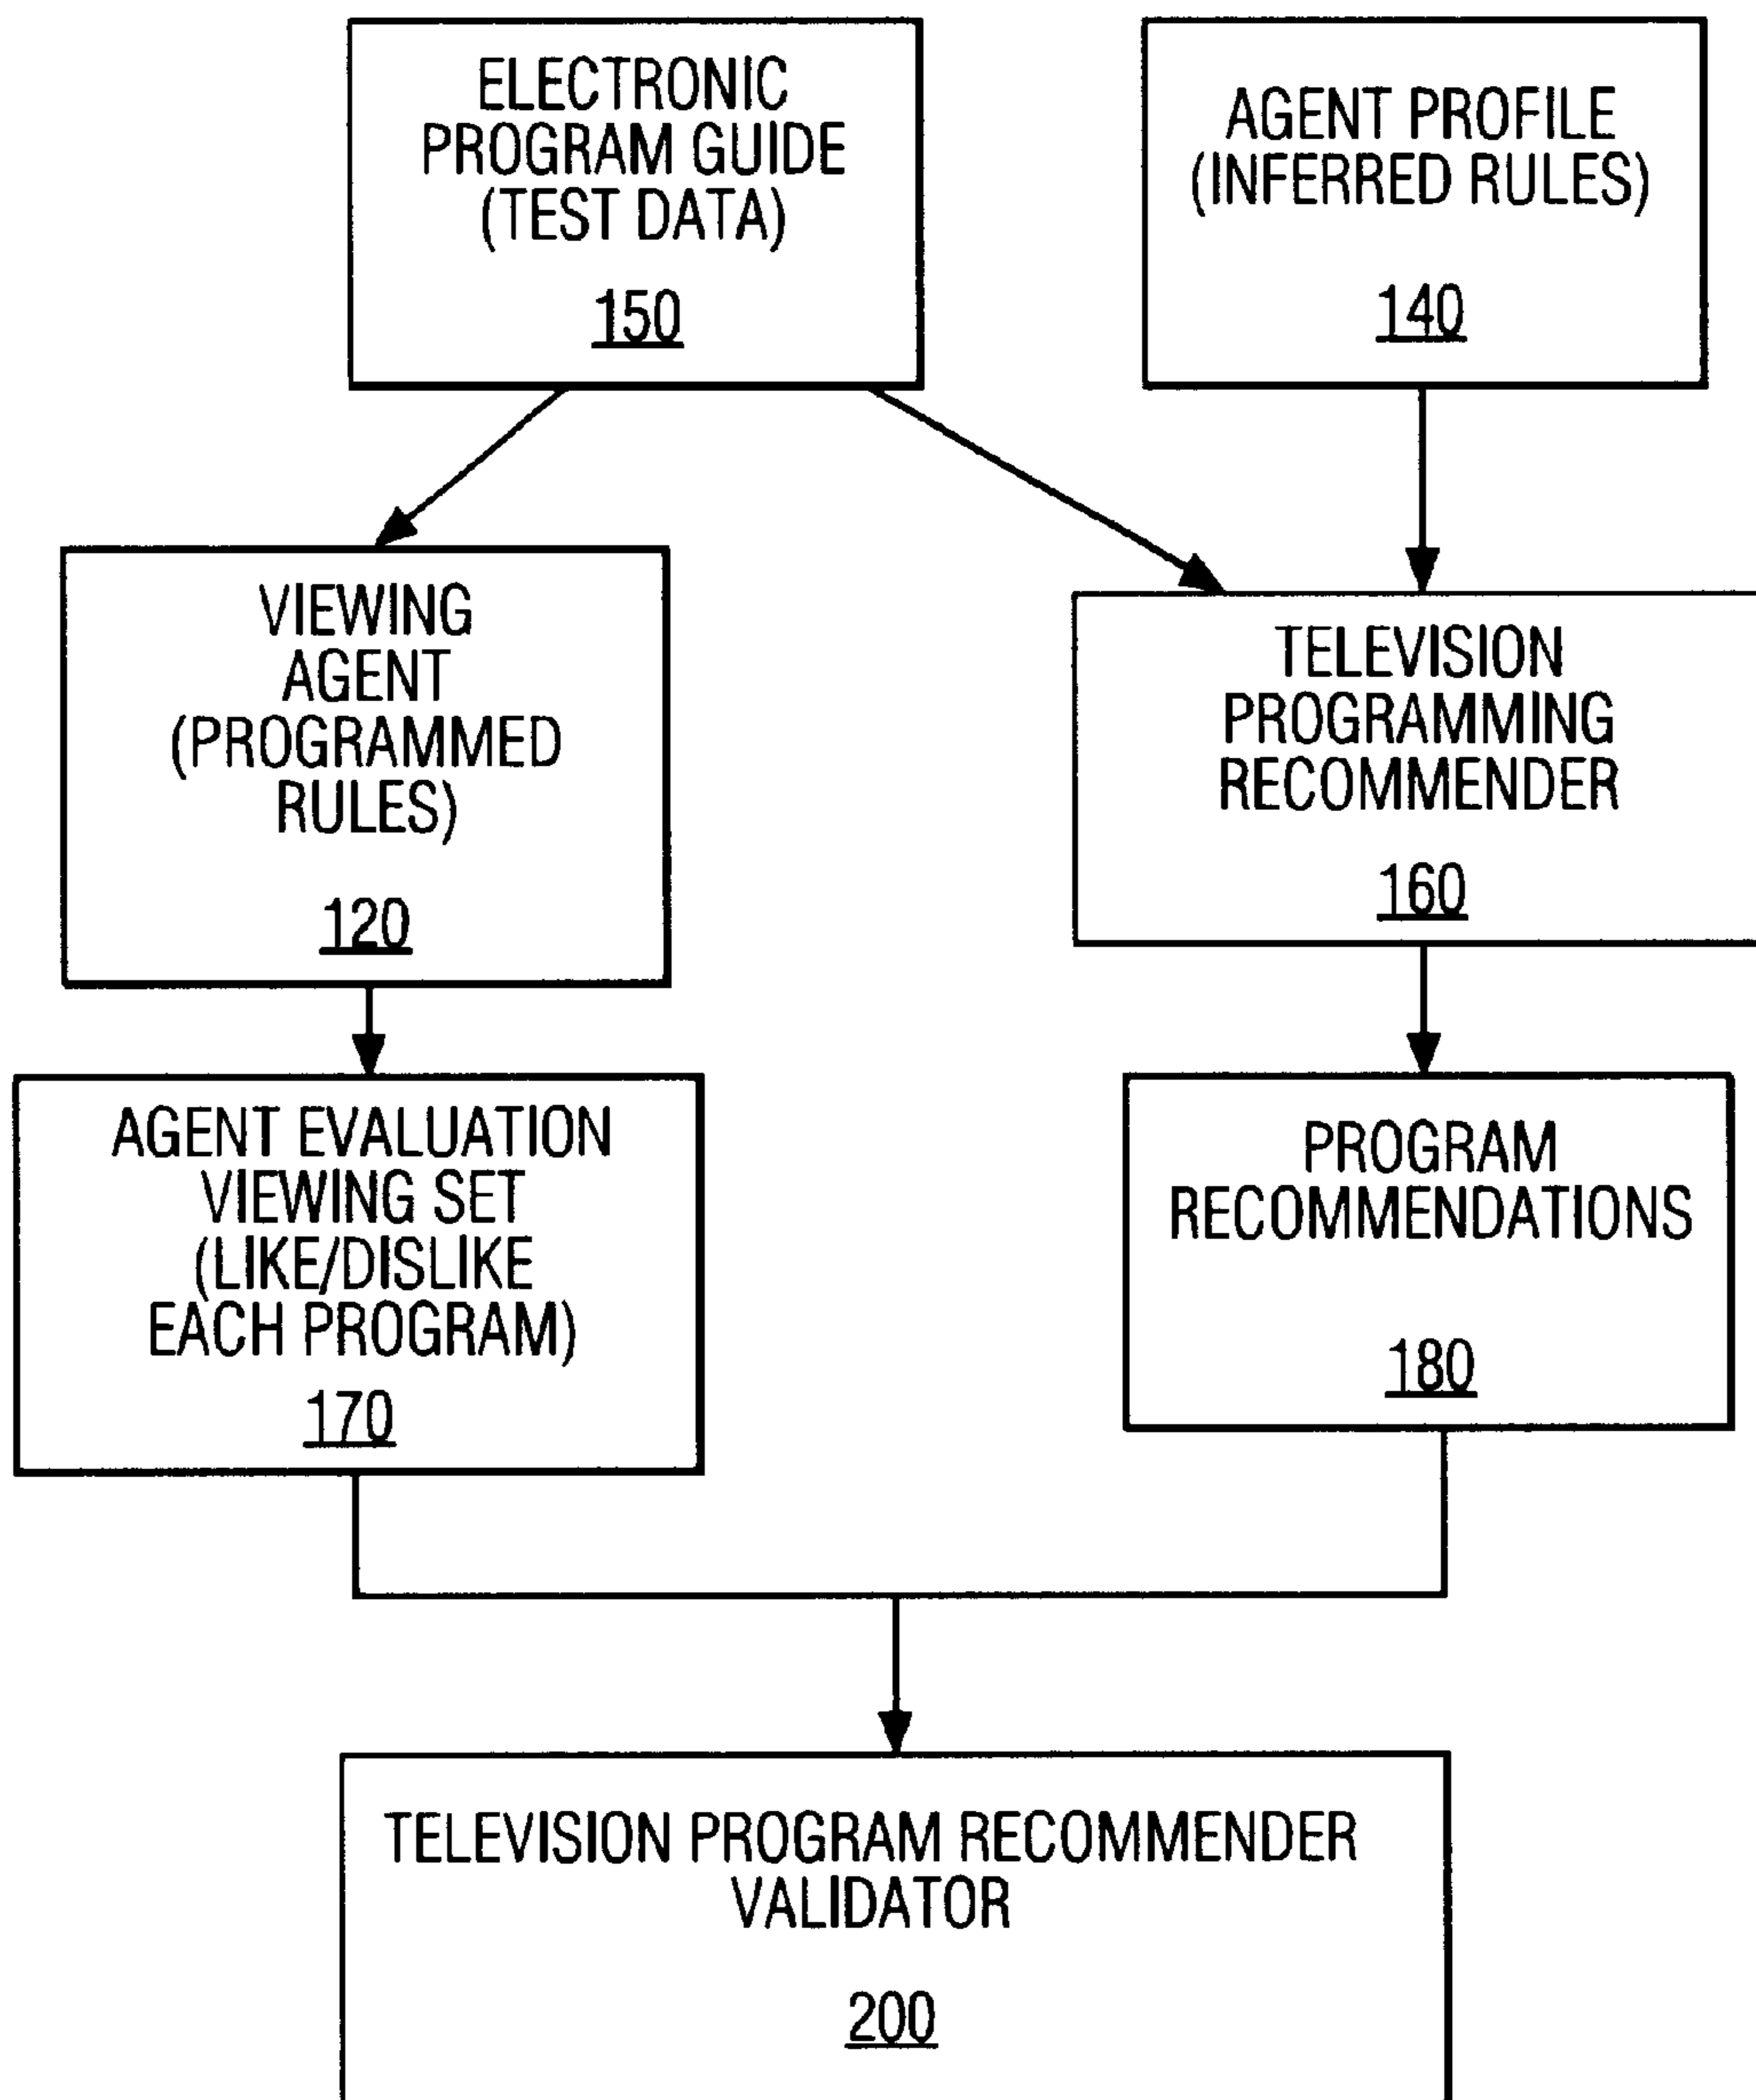 ELECTRONIC
PROGRAM GUIDE
(TEST DATA)
150
AGENT PROFILE
(INFERRED RULES)
140
VIEWING
AGENT
(PROGRAMMED
RULES)
120
TELEVISION
PROGRAMMING
RECOMMENDER
160
AGENT EVALUATION
VIEWING SET
(LIKE/DISLIKE
EACH PROGRAM)
170
PROGRAM
RECOMMENDATIONS
180
TELEVISION PROGRAM RECOMMENDER
VALIDATOR
200